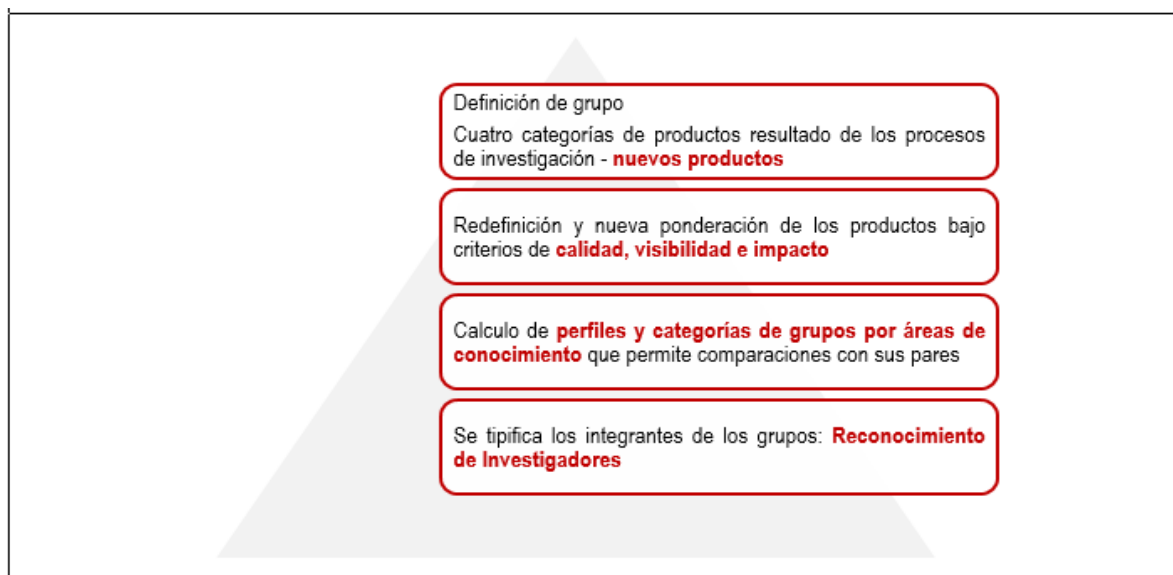 Definición de grupo
Cuatro categorías de productos resultado de los procesos
de investigación - nuevos productos
Redefinición y nueva ponderación de los productos bajo
criterios de calidad, visibilidad e impacto
Calculo de perfiles y categorías de grupos por áreas de
conocimiento que permite comparaciones con sus pares
Se tipifica los integrantes de los grupos: Reconocimiento
de Investigadores